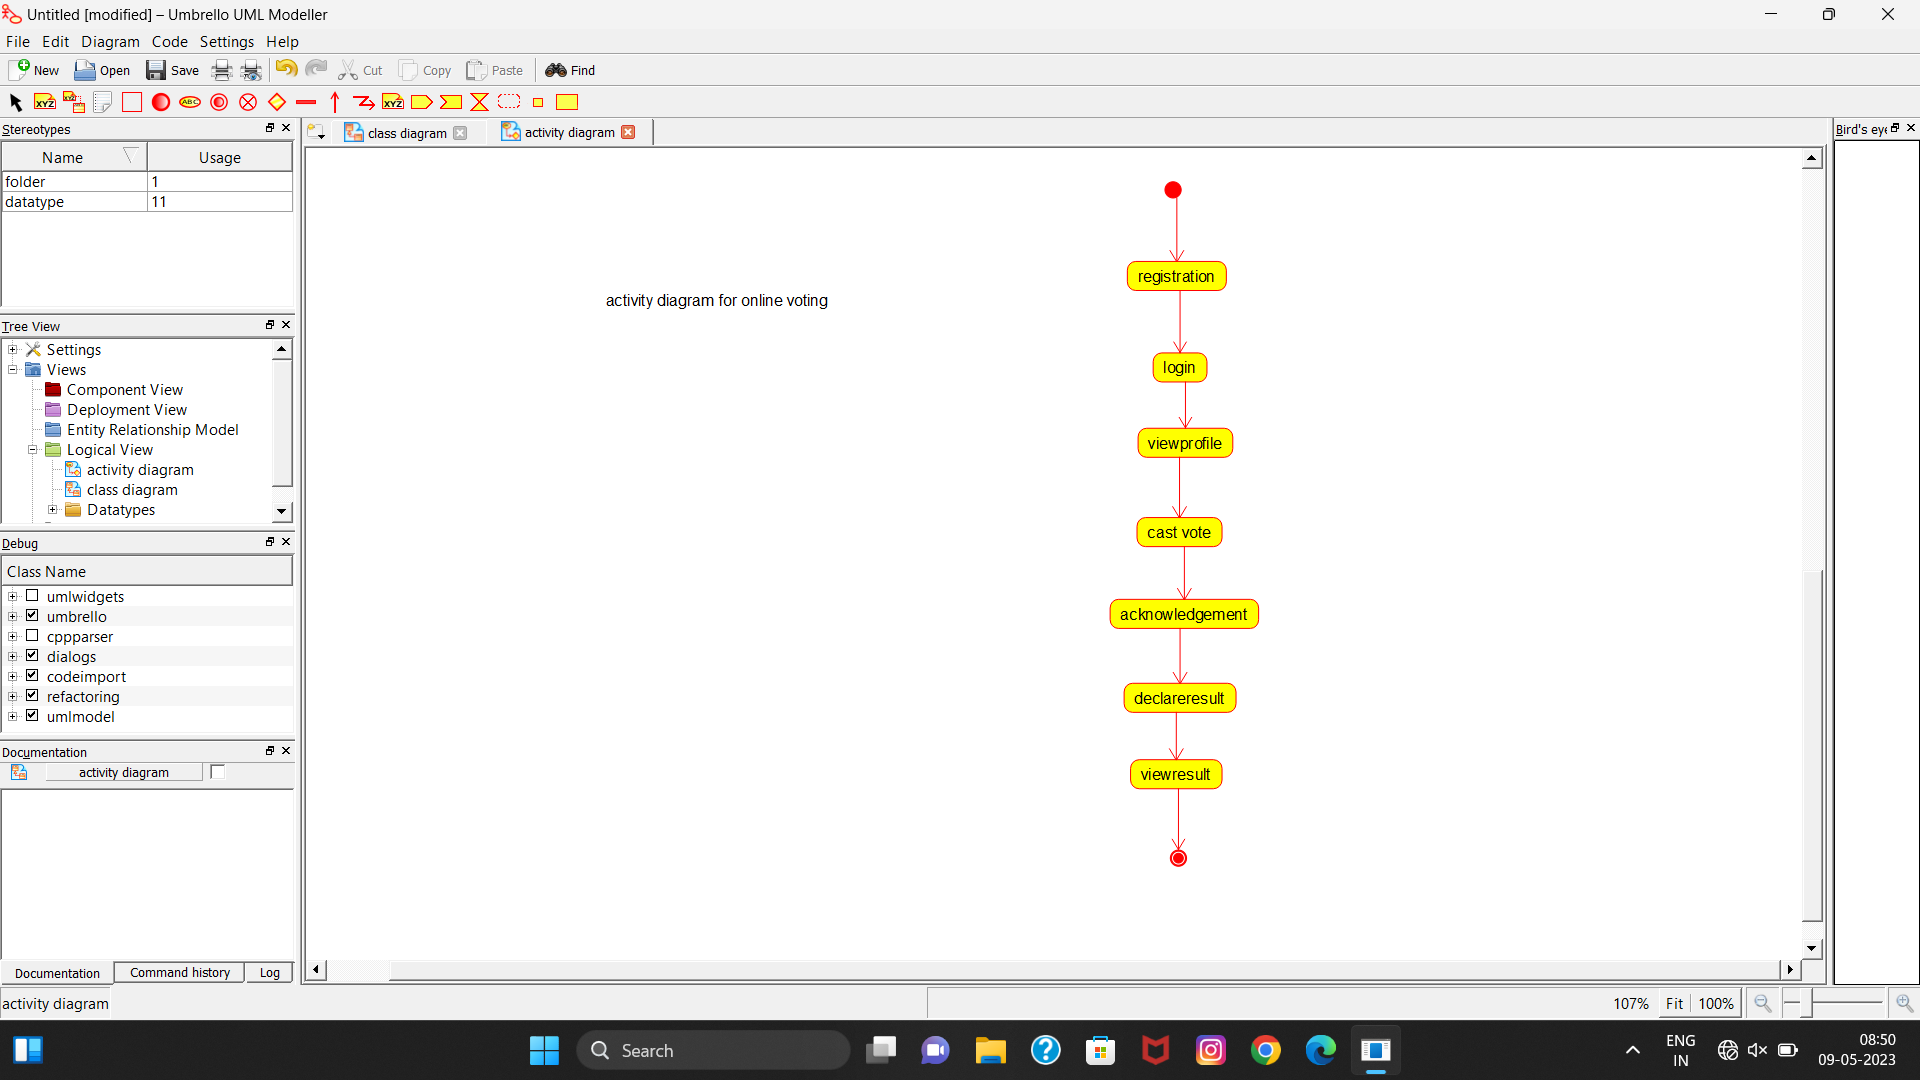 Untitled [modified] – Umbrello UML Modeller
File Edit Diagram Code Settings Help
New Open Save Cut Copy Paste Find
XYZ XYZ ABC XYZ
Stereotypes
Name Usage
folder 1
datatype 11
Tree View
Settings
Views
Component View
Deployment View
Entity Relationship Model
Logical View
activity diagram
class diagram
Datatypes
Debug
Class Name
umlwidgets
umbrello
cppparser
dialogs
codeimport
refactoring
umlmodel
Documentation
activity diagram
Documentation Command history Log
activity diagram
class diagram activity diagram
activity diagram for online voting
registration
login
viewprofile
cast vote
acknowledgement
declareresult
viewresult
Bird's eye
107% Fit 100%
Search
ENG
IN
08:50
09-05-2023